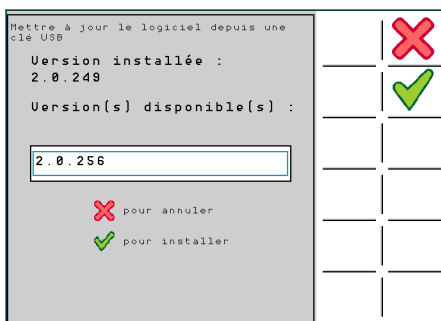 Mettre à jour le logiciel depuis une
clé USB
Version installée :
2.0.249
Version(s) disponible(s) :
2.0.256
pour annuler
pour installer